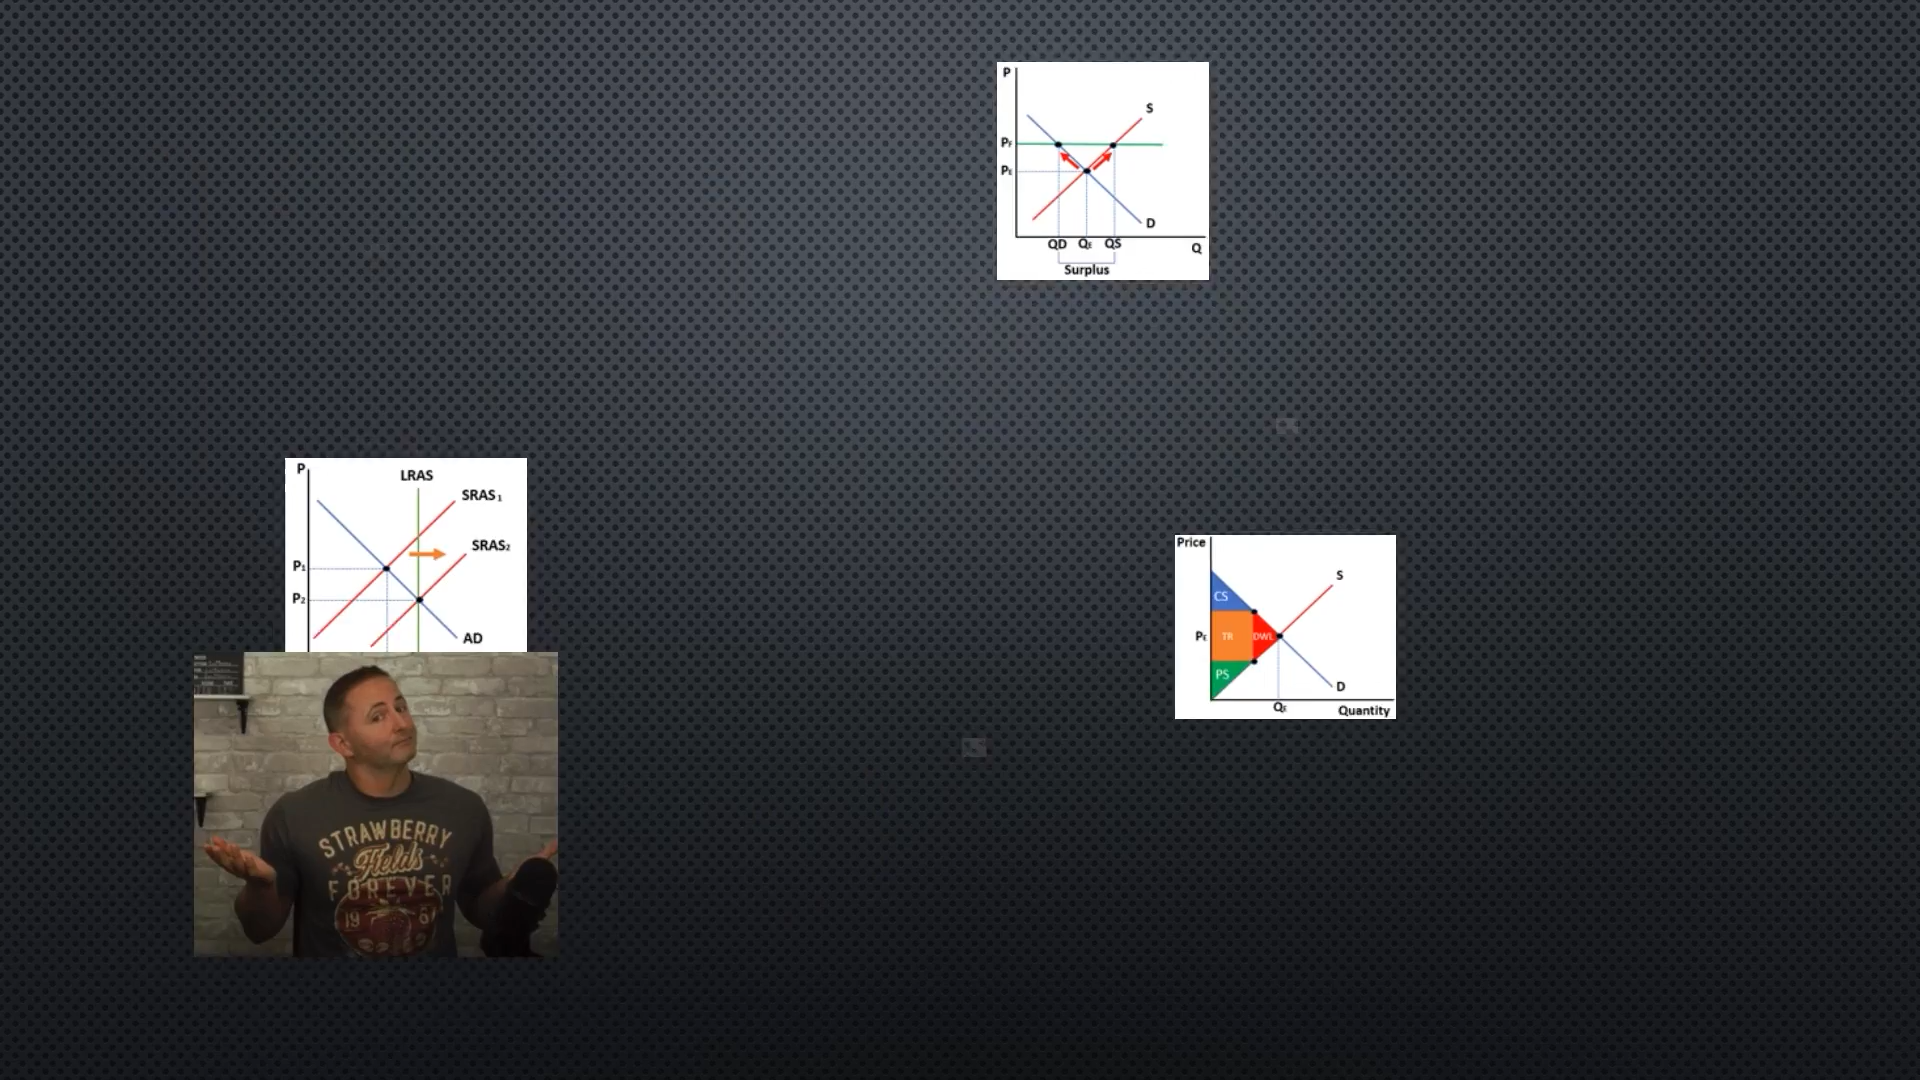 P
S
PF
PE
D
QD QE QS
Q
Surplus
P
LRAS
SRAS1
SRAS2
P1
P2
AD
Price
S
CS
PE
TR
DWL
PS
D
QE
Quantity
STRAWBERRY
Fields
FOREVER
19